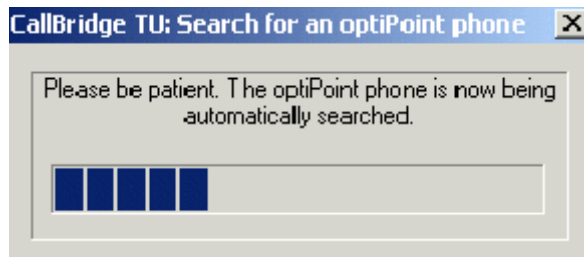 CallBridge TU: Search for an optiPoint phone
Please be patient. The optiPoint phone is now being
automatically searched.